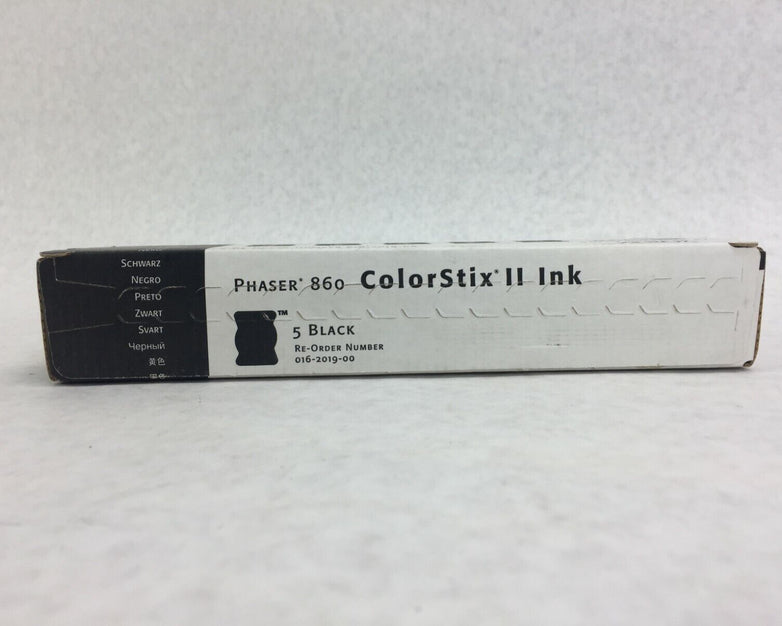 Schwarz
Negro
Preto
Zwart
Svart
Черный
黄色
Phaser* 860 ColorStix* II Ink
™
5 Black
Re-Order Number
016-2019-00